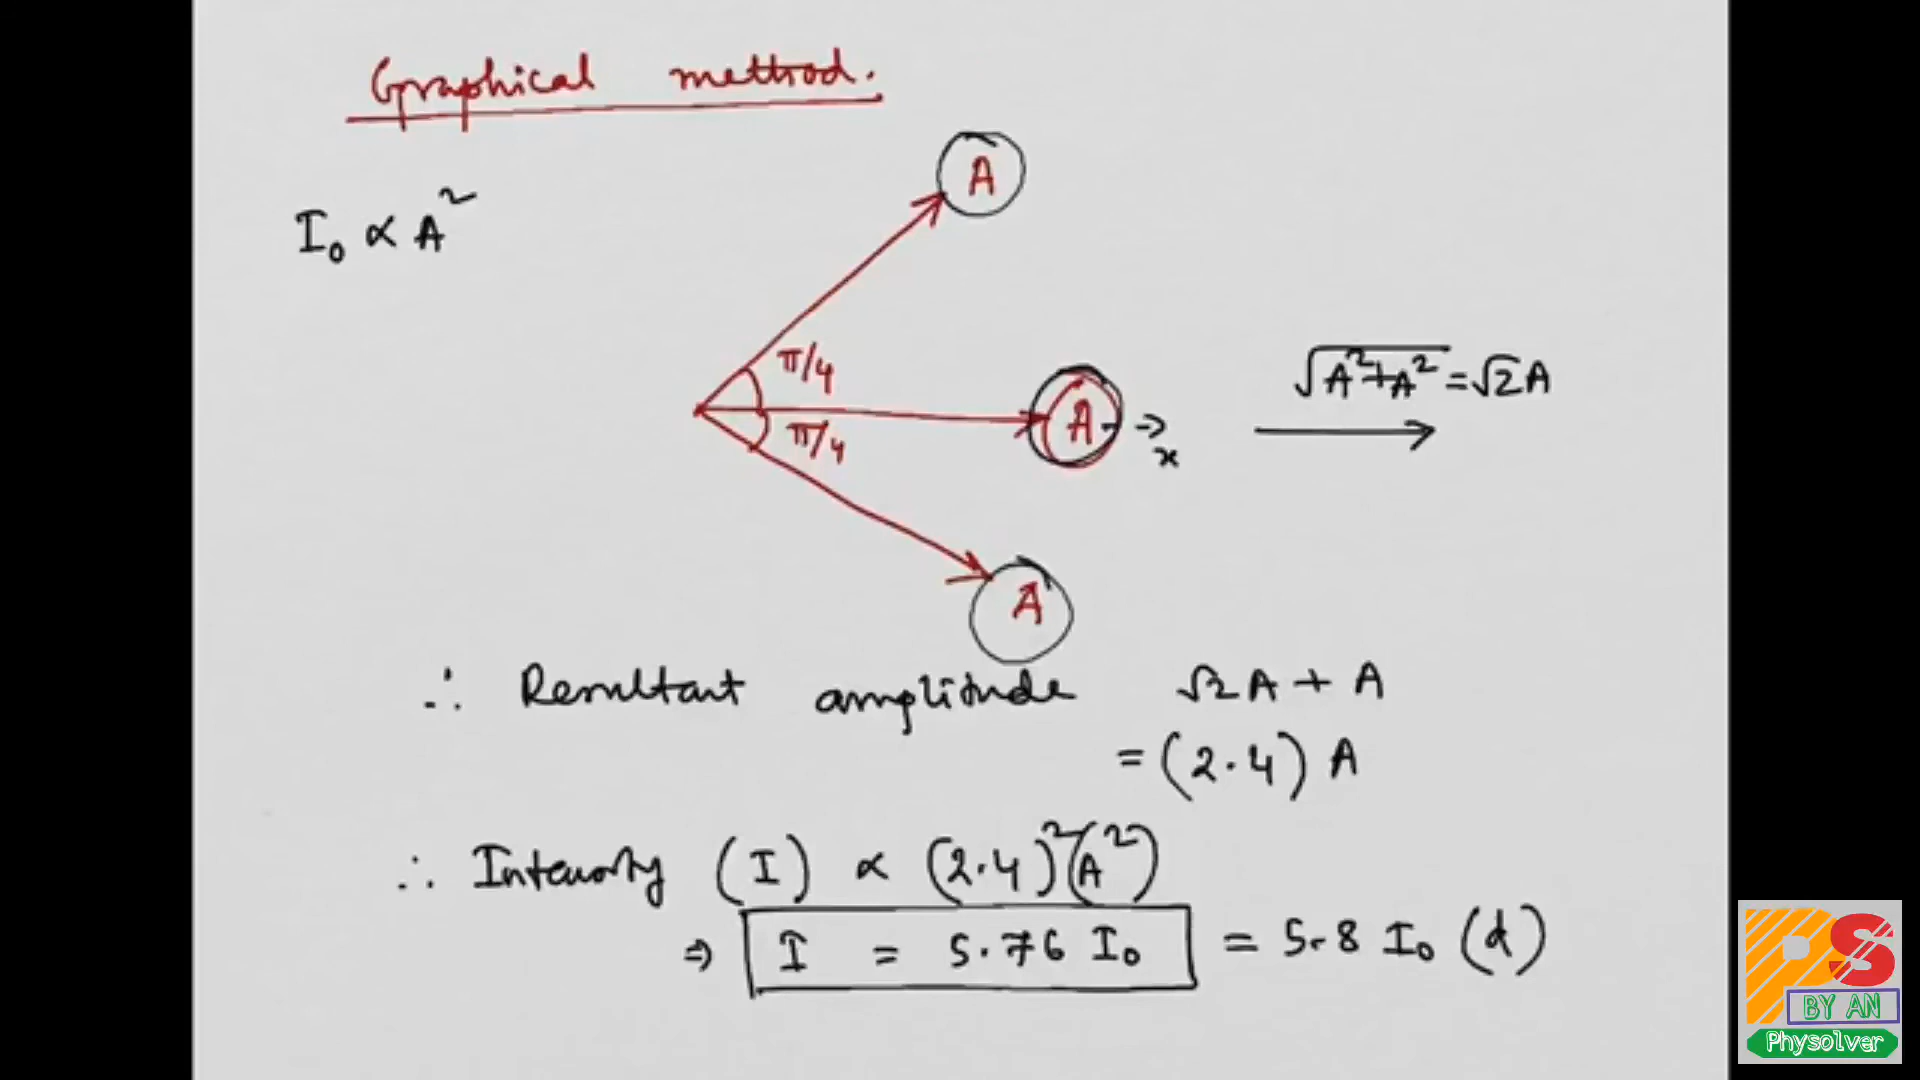 Graphical method.
I₀ ∝ A²
A
π/4
π/4
A → x
√A²+A² = √2A
A
∴ Resultant amplitude √2A + A
= (2.4) A
∴ Intensity (I) ∝ (2.4)²(A²)
⇒ I = 5.76 I₀ = 5.8 I₀ (d)
PS
BY AN
Physolver